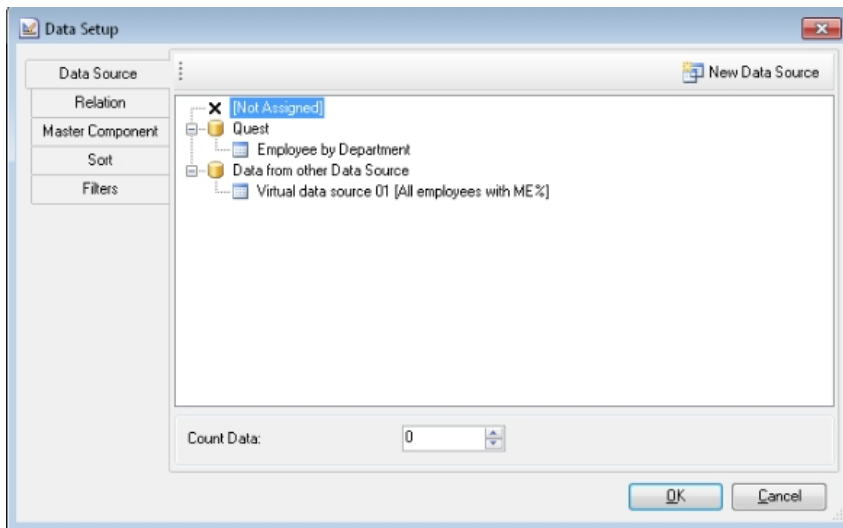 Data Setup
Data Source
Relation
Master Component
Sort
Filters
New Data Source
[Not Assigned]
Quest
Employee by Department
Data from other Data Source
Virtual data source 01 [All employees with ME%]
Count Data:
0
OK
Cancel